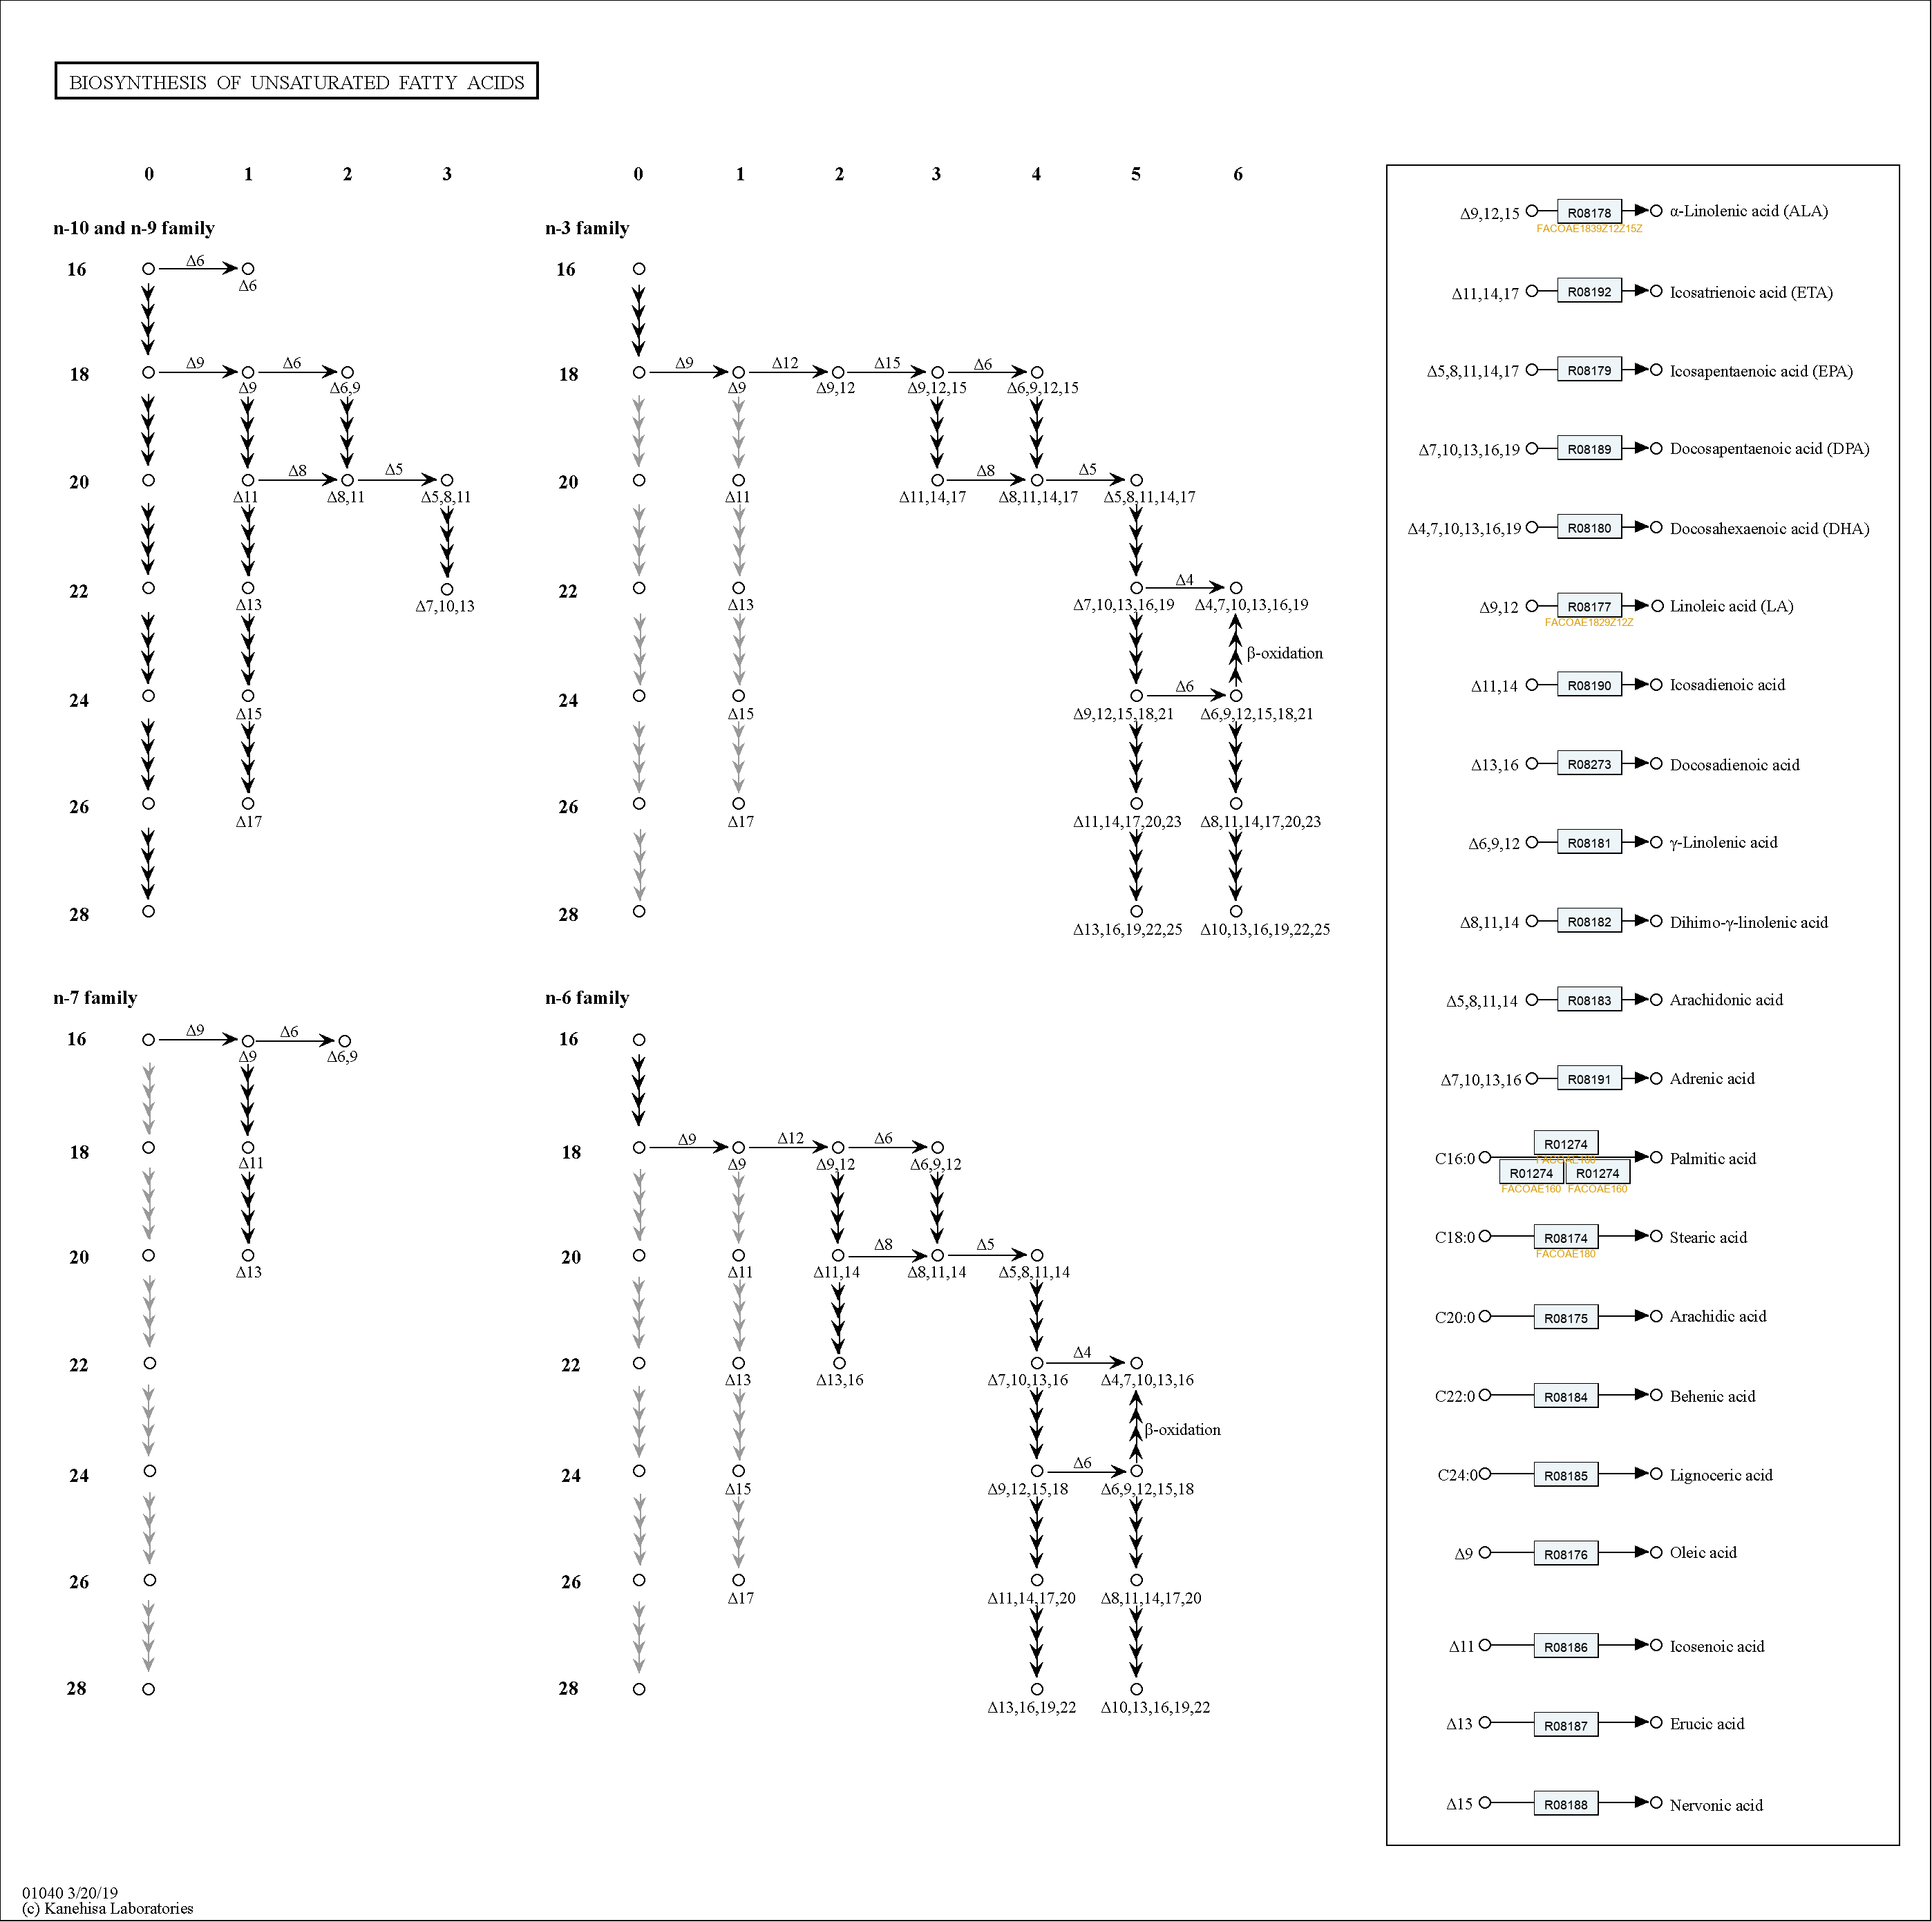 BIOSYNTHESIS OF UNSATURATED FATTY ACIDS
0 1 2 3
0 1 2 3 4 5 6
n-10 and n-9 family
16
Δ6
Δ6
18
Δ9 Δ6
Δ9 Δ6,9
20
Δ8 Δ5
Δ11 Δ8,11 Δ5,8,11
22
Δ13 Δ7,10,13
24
Δ15
26
Δ17
28
n-3 family
16
18
Δ9 Δ12 Δ15 Δ6
Δ9 Δ9,12 Δ9,12,15 Δ6,9,12,15
20
Δ8 Δ5
Δ11 Δ11,14,17 Δ8,11,14,17 Δ5,8,11,14,17
22
Δ4
Δ13 Δ7,10,13,16,19 Δ4,7,10,13,16,19
β-oxidation
24
Δ6
Δ15 Δ9,12,15,18,21 Δ6,9,12,15,18,21
26
Δ17 Δ11,14,17,20,23 Δ8,11,14,17,20,23
28
Δ13,16,19,22,25 Δ10,13,16,19,22,25
n-7 family
16
Δ9 Δ6
Δ9 Δ6,9
18
Δ11
20
Δ13
22
24
26
28
n-6 family
16
18
Δ9 Δ12 Δ6
Δ9 Δ9,12 Δ6,9,12
20
Δ8 Δ5
Δ11 Δ11,14 Δ8,11,14 Δ5,8,11,14
22
Δ4
Δ13 Δ13,16 Δ7,10,13,16 Δ4,7,10,13,16
β-oxidation
24
Δ6
Δ15 Δ9,12,15,18 Δ6,9,12,15,18
26
Δ17 Δ11,14,17,20 Δ8,11,14,17,20
28
Δ13,16,19,22 Δ10,13,16,19,22
Δ9,12,15 R08178 α-Linolenic acid (ALA)
FACOAE1839Z12Z15Z
Δ11,14,17 R08192 Icosatrienoic acid (ETA)
Δ5,8,11,14,17 R08179 Icosapentaenoic acid (EPA)
Δ7,10,13,16,19 R08189 Docosapentaenoic acid (DPA)
Δ4,7,10,13,16,19 R08180 Docosahexaenoic acid (DHA)
Δ9,12 R08177 Linoleic acid (LA)
FACOAE1829Z12Z
Δ11,14 R08190 Icosadienoic acid
Δ13,16 R08273 Docosadienoic acid
Δ6,9,12 R08181 γ-Linolenic acid
Δ8,11,14 R08182 Dihimo-γ-linolenic acid
Δ5,8,11,14 R08183 Arachidonic acid
Δ7,10,13,16 R08191 Adrenic acid
R01274
C16:0 Palmitic acid
R01274 R01274
FACOAE160 FACOAE160
C18:0 R08174 Stearic acid
FACOAE180
C20:0 R08175 Arachidic acid
C22:0 R08184 Behenic acid
C24:0 R08185 Lignoceric acid
Δ9 R08176 Oleic acid
Δ11 R08186 Icosenoic acid
Δ13 R08187 Erucic acid
Δ15 R08188 Nervonic acid
01040 3/20/19
(c) Kanehisa Laboratories